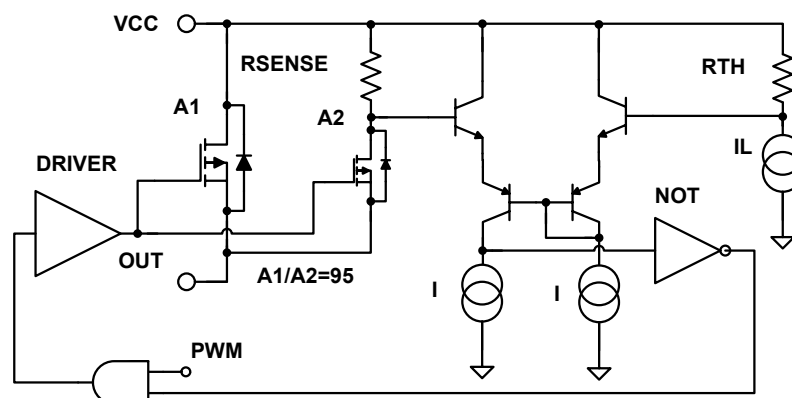 VCC
RSENSE
RTH
A1
A2
DRIVER
IL
NOT
OUT
A1/A2=95
I
I
PWM